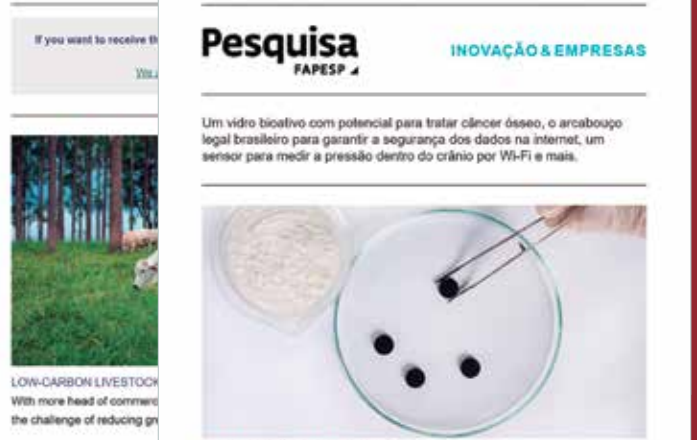 If you want to receive th
We
Pesquisa
FAPESP
INOVAÇÃO & EMPRESAS
Um vidro bioativo com potencial para tratar câncer ósseo, o arcabouço
legal brasileiro para garantir a segurança dos dados na internet, um
sensor para medir a pressão dentro do crânio por Wi-Fi e mais.
LOW-CARBON LIVESTOCK
With more head of commerc
the challenge of reducing gr